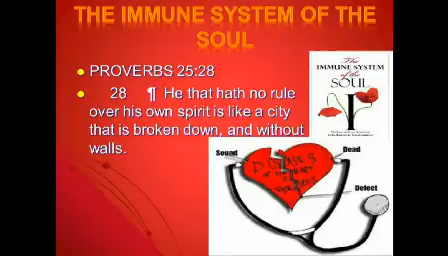 THE IMMUNE SYSTEM OF THE
SOUL
PROVERBS 25:28
28 ¶ He that hath no rule
over his own spirit is like a city
that is broken down, and without
walls.
The
IMMUNE SYSTEM
of the
SOUL
Sound
Dead
Defect